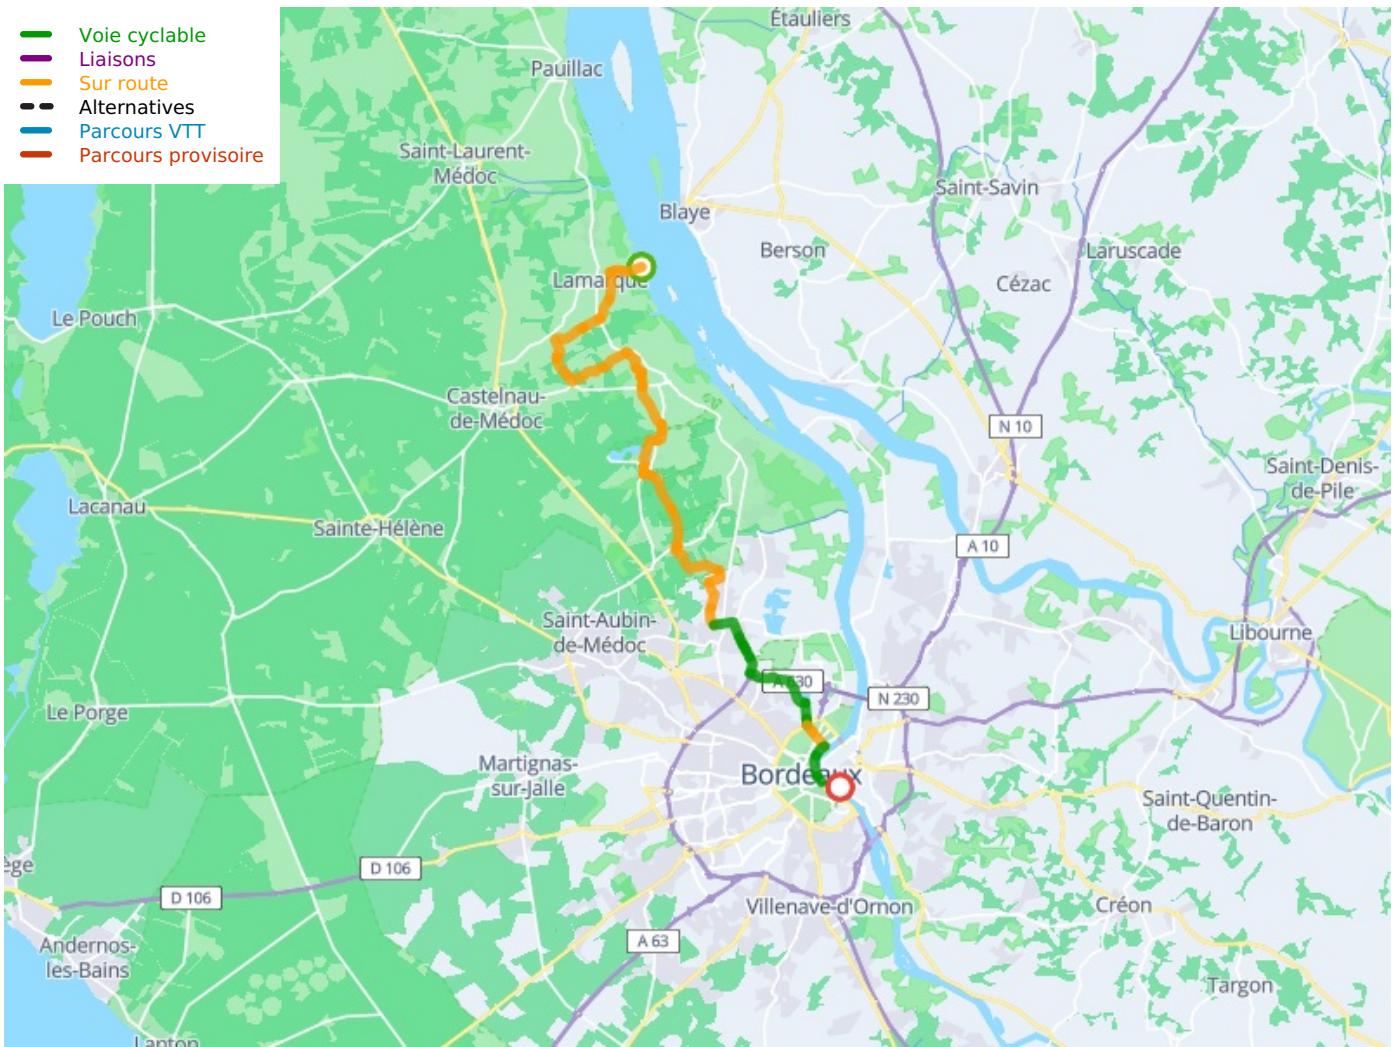 Voie cyclable
Liaisons
Sur route
Alternatives
Parcours VTT
Parcours provisoire
Étauliers
Pauillac
Saint-Laurent-
Médoc
Saint-Savin
Blaye
Berson
Laruscade
Lamarque
Cézac
Le Pouch
Castelnau-
de-Médoc
N 10
Saint-Denis-
de-Pile
Lacanau
Sainte-Hélène
A 10
Saint-Aubin-
de-Médoc
Libourne
A 630
N 230
Le Porge
Martignas-
sur-Jalle
Bordeaux
Saint-Quentin-
de-Baron
ège
D 106
D 106
Villenave-d'Ornon
Créon
A 63
Andernos-
les-Bains
Targon
Lanton